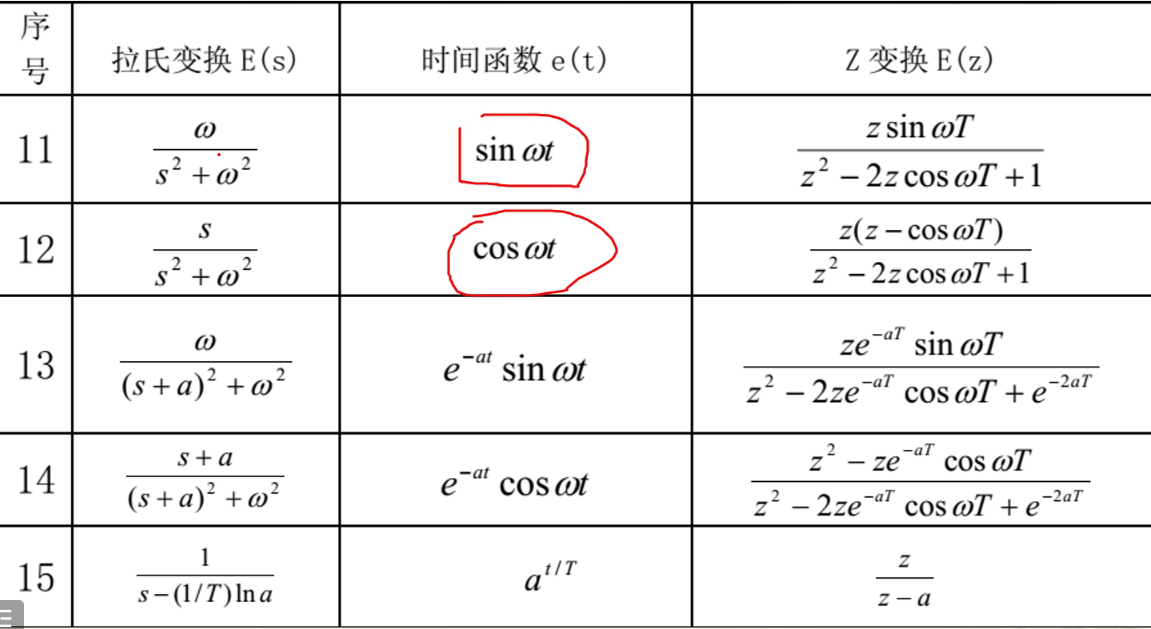 序号 拉氏变换 E(s) 时间函数 e(t) Z 变换 E(z)
11 \frac{\omega}{s^2+\omega^2} \sin \omega t \frac{z \sin \omega T}{z^2 - 2z \cos \omega T + 1}
12 \frac{s}{s^2+\omega^2} \cos \omega t \frac{z(z - \cos \omega T)}{z^2 - 2z \cos \omega T + 1}
13 \frac{\omega}{(s+a)^2+\omega^2} e^{-at} \sin \omega t \frac{ze^{-aT} \sin \omega T}{z^2 - 2ze^{-aT} \cos \omega T + e^{-2aT}}
14 \frac{s+a}{(s+a)^2+\omega^2} e^{-at} \cos \omega t \frac{z^2 - ze^{-aT} \cos \omega T}{z^2 - 2ze^{-aT} \cos \omega T + e^{-2aT}}
15 \frac{1}{s-(1/T)\ln a} a^{t/T} \frac{z}{z-a}